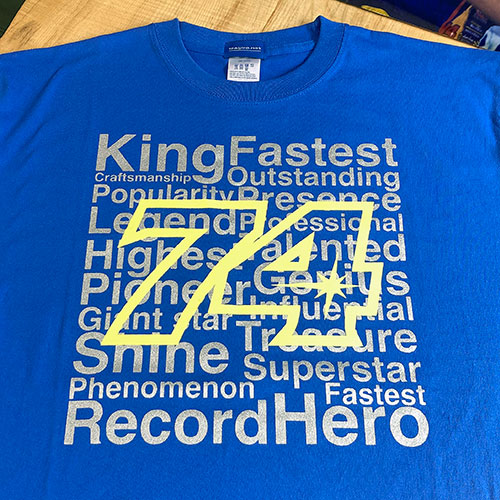 King Fastest
Craftsmanship Outstanding
Popularity Presence
Legend Professional
Highest Talented
Pioneer Genius
Giant star Influential
Shine Treasure
Superstar
Phenomenon Fastest
Record Hero
74